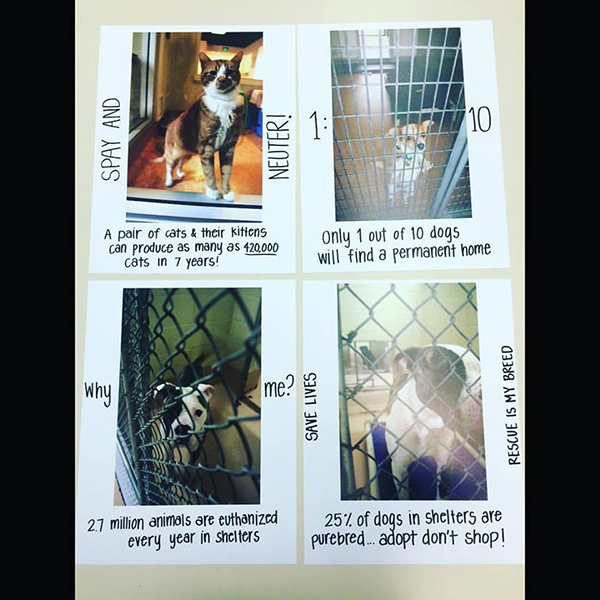 SPAY AND
NEUTER!
A pair of cats & their kittens
can produce as many as 420,000
cats in 7 years!
1:
10
Only 1 out of 10 dogs
will find a permanent home
Why
me?
2.7 million animals are euthanized
every year in shelters
SAVE LIVES
RESCUE IS MY BREED
25% of dogs in shelters are
purebred... adopt don't shop!